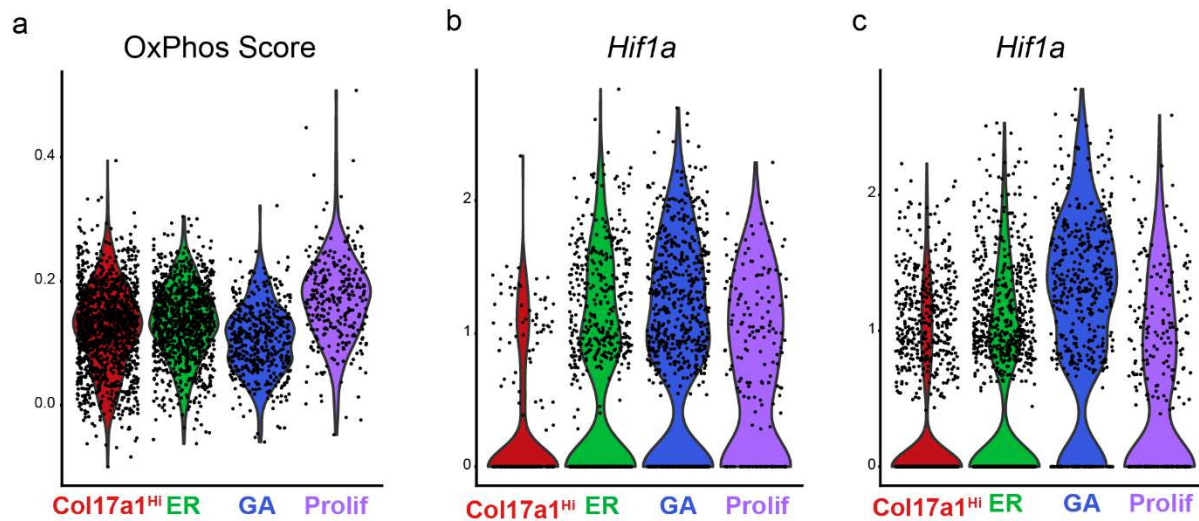 a
OxPhos Score
0.4
0.2
0.0
Col17a1ᴴⁱ ER GA Prolif
b
Hif1a
2
1
0
Col17a1ᴴⁱ ER GA Prolif
c
Hif1a
2
1
0
Col17a1ᴴⁱ ER GA Prolif